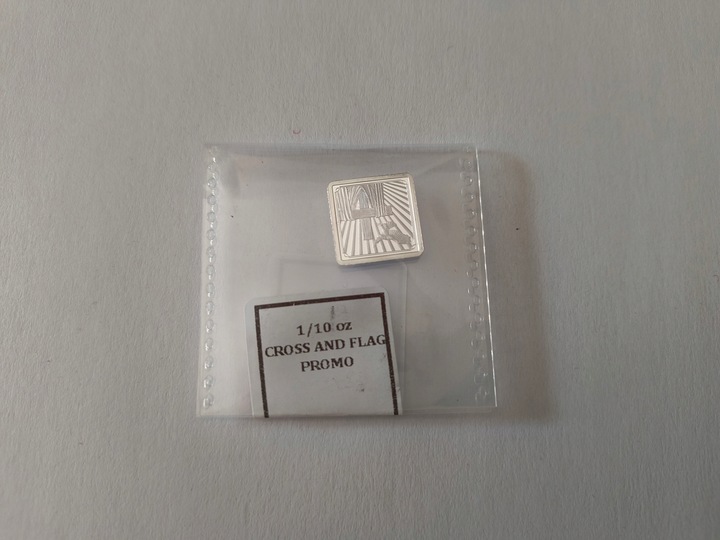 1/10 oz
CROSS AND FLAG
PROMO